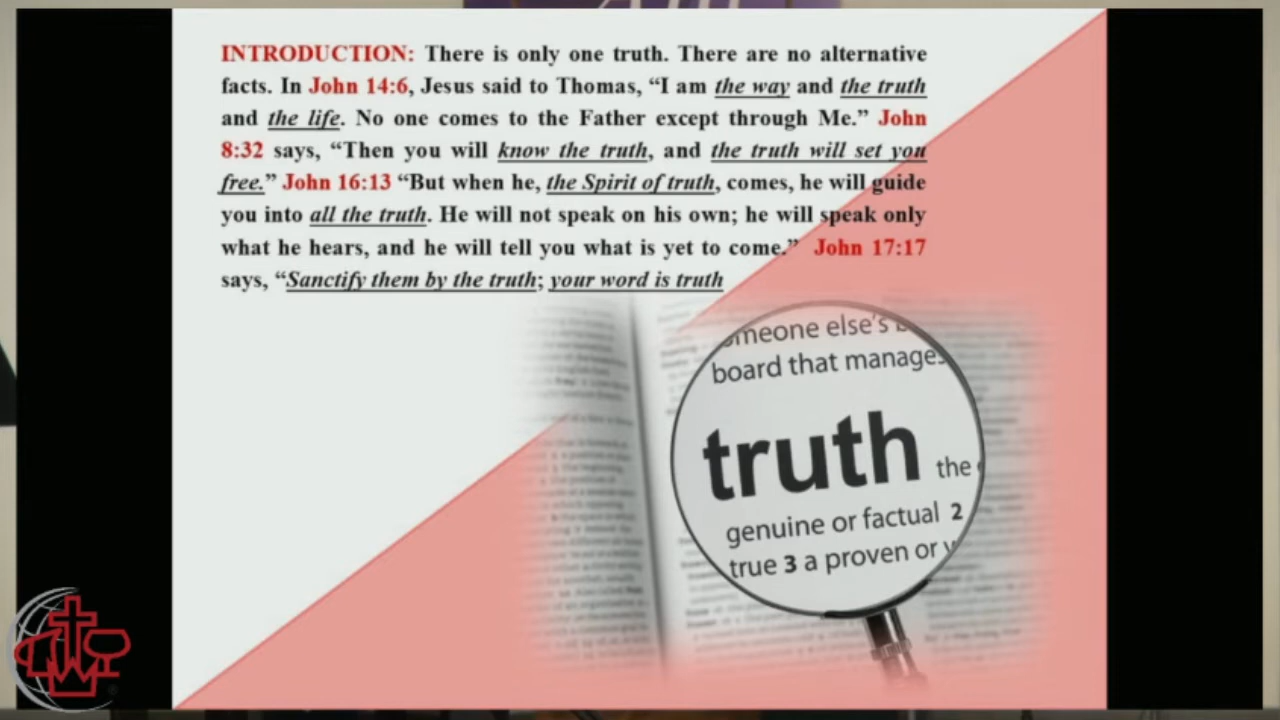 INTRODUCTION: There is only one truth. There are no alternative
facts. In John 14:6, Jesus said to Thomas, “I am the way and the truth
and the life. No one comes to the Father except through Me.” John
8:32 says, “Then you will know the truth, and the truth will set you
free.” John 16:13 “But when he, the Spirit of truth, comes, he will guide
you into all the truth. He will not speak on his own; he will speak only
what he hears, and he will tell you what is yet to come.” John 17:17
says, “Sanctify them by the truth; your word is truth
meone else's
board that manages
truth the
genuine or factual 2
true 3 a proven or